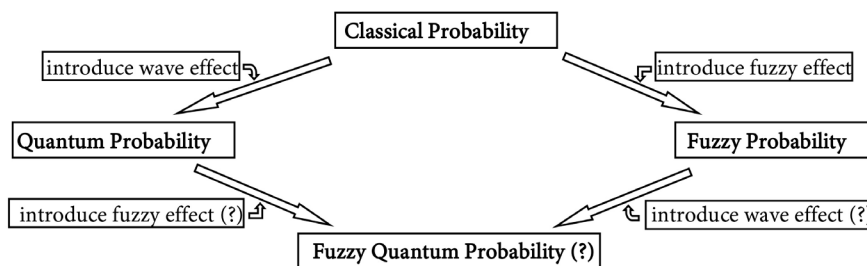 Classical Probability
introduce wave effect
introduce fuzzy effect
Quantum Probability
Fuzzy Probability
introduce fuzzy effect (?)
introduce wave effect (?)
Fuzzy Quantum Probability (?)